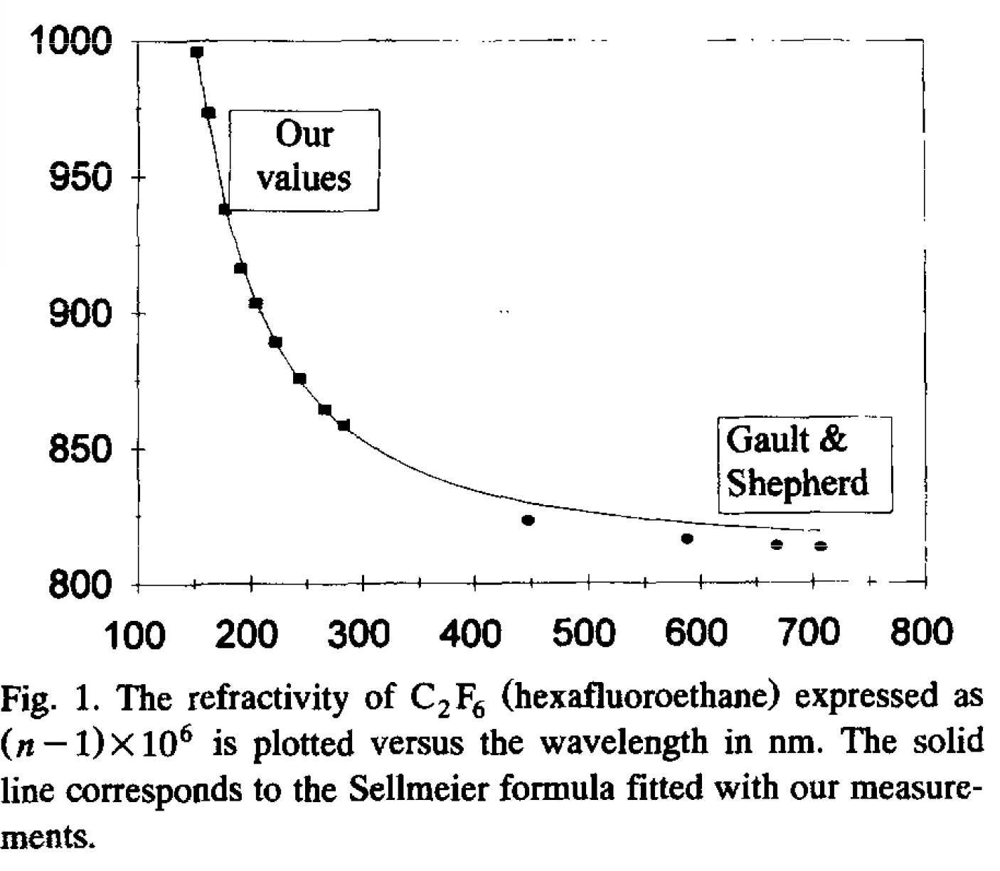 1000
Our
values
950
900
850
Gault &
Shepherd
800
100 200 300 400 500 600 700 800
Fig. 1. The refractivity of C₂F₆ (hexafluoroethane) expressed as
(n − 1)×10⁶ is plotted versus the wavelength in nm. The solid
line corresponds to the Sellmeier formula fitted with our measure-
ments.